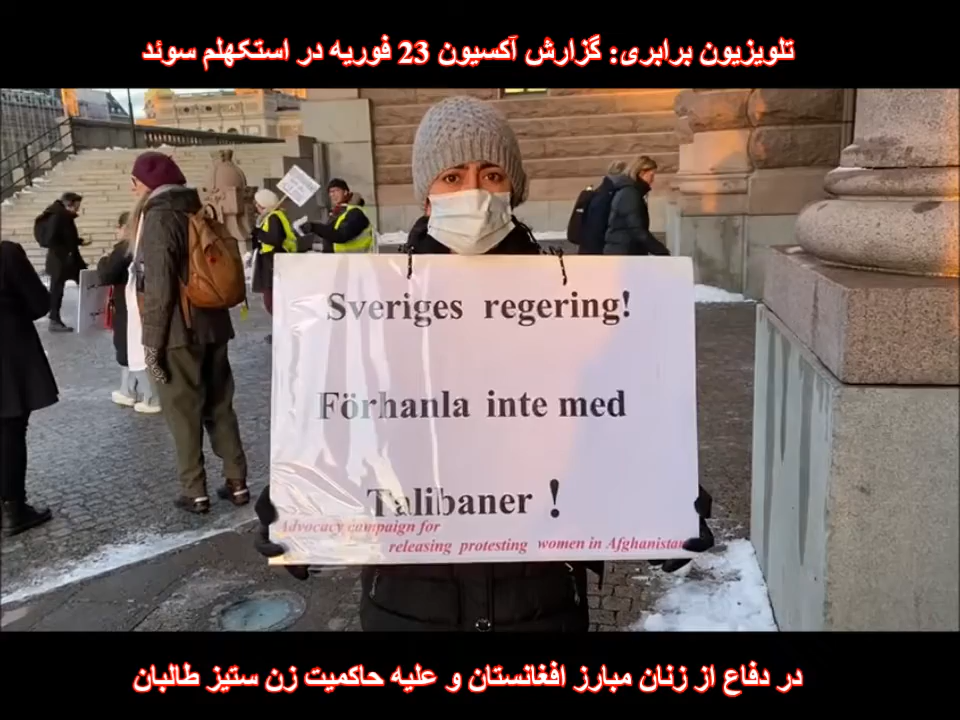 تلویزیون برابری: گزارش آکسیون 23 فوریه در استکهلم سوئد
Sveriges regering!
Förhanla inte med
Talibaner !
Advocacy campaign for
releasing protesting women in Afghanistan
در دفاع از زنان مبارز افغانستان و علیه حاکمیت زن ستیز طالبان